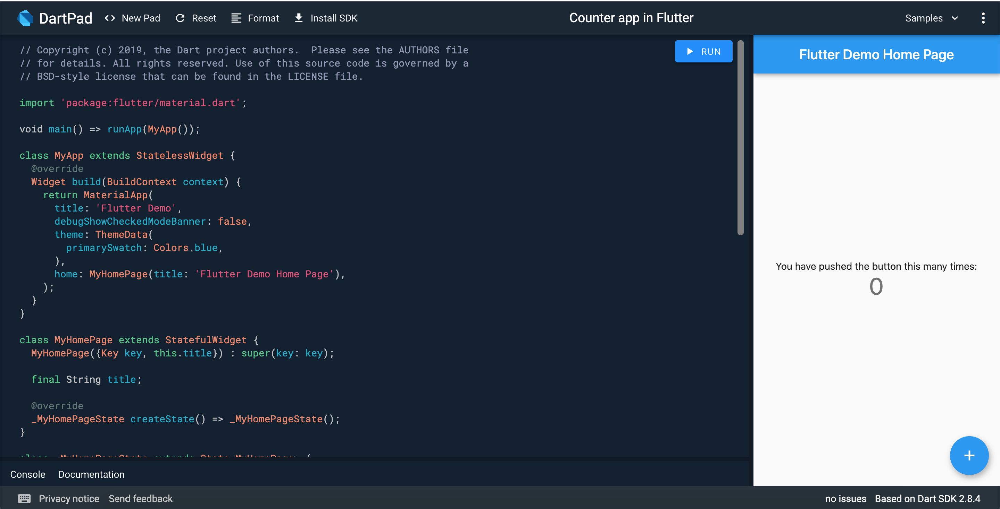 DartPad <> New Pad Reset Format Install SDK Counter app in Flutter Samples
// Copyright (c) 2019, the Dart project authors.  Please see the AUTHORS file
// for details. All rights reserved. Use of this source code is governed by a
// BSD-style license that can be found in the LICENSE file.
RUN
import 'package:flutter/material.dart';
void main() => runApp(MyApp());
class MyApp extends StatelessWidget {
  @override
  Widget build(BuildContext context) {
    return MaterialApp(
      title: 'Flutter Demo',
      debugShowCheckedModeBanner: false,
      theme: ThemeData(
        primarySwatch: Colors.blue,
      ),
      home: MyHomePage(title: 'Flutter Demo Home Page'),
    );
  }
}
class MyHomePage extends StatefulWidget {
  MyHomePage({Key key, this.title}) : super(key: key);
  final String title;
  @override
  _MyHomePageState createState() => _MyHomePageState();
}
class _MyHomePageState extends State<MyHomePage> {
Flutter Demo Home Page
You have pushed the button this many times:
0
+
Console Documentation
Privacy notice Send feedback no issues Based on Dart SDK 2.8.4